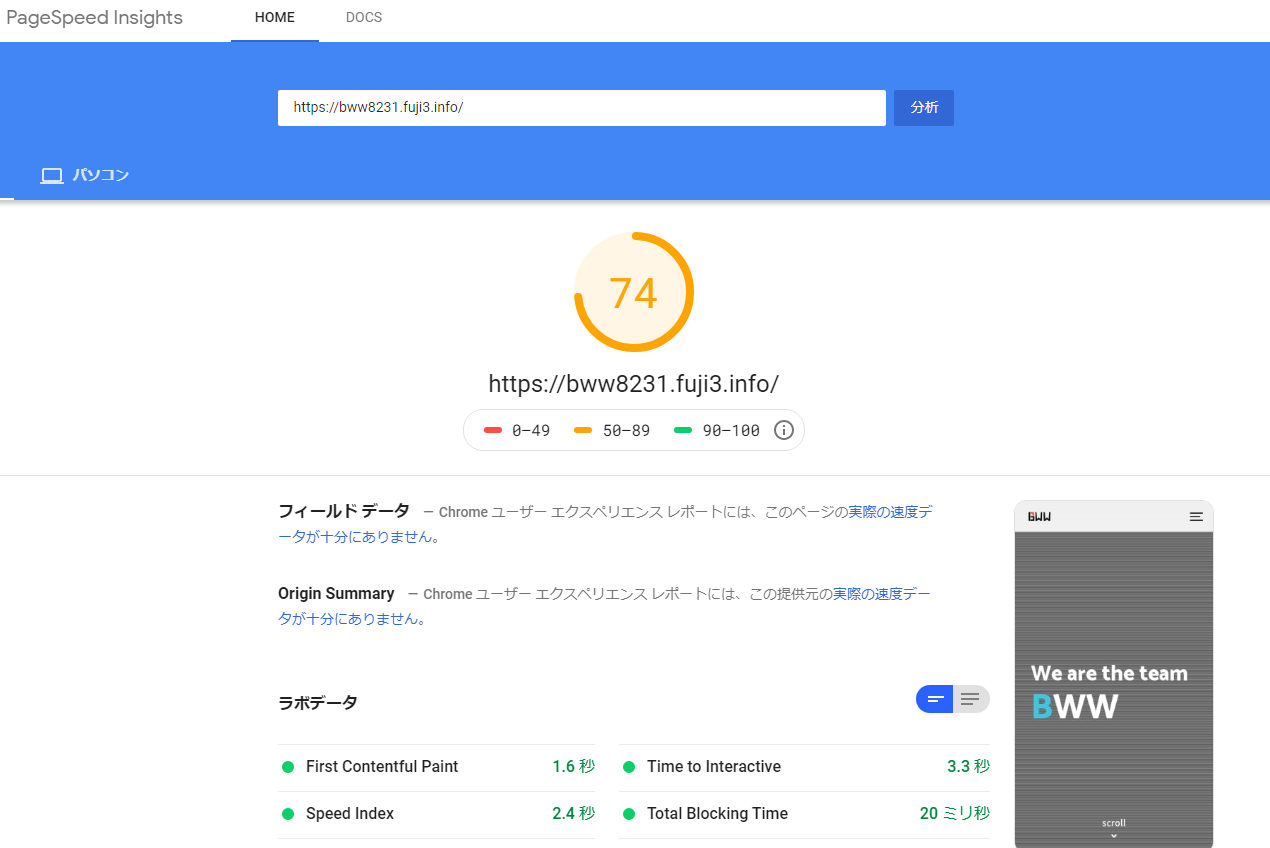 PageSpeed Insights
HOME
DOCS
https://bww8231.fuji3.info/
分析
パソコン
74
https://bww8231.fuji3.info/
0–49
50–89
90–100
フィールド データ — Chrome ユーザー エクスペリエンス レポートには、このページの実際の速度デ
ータが十分にありません。
Origin Summary — Chrome ユーザー エクスペリエンス レポートには、この提供元の実際の速度デー
タが十分にありません。
BWW
We are the team
BWW
scroll
ラボデータ
First Contentful Paint 1.6 秒
Time to Interactive 3.3 秒
Speed Index 2.4 秒
Total Blocking Time 20 ミリ秒